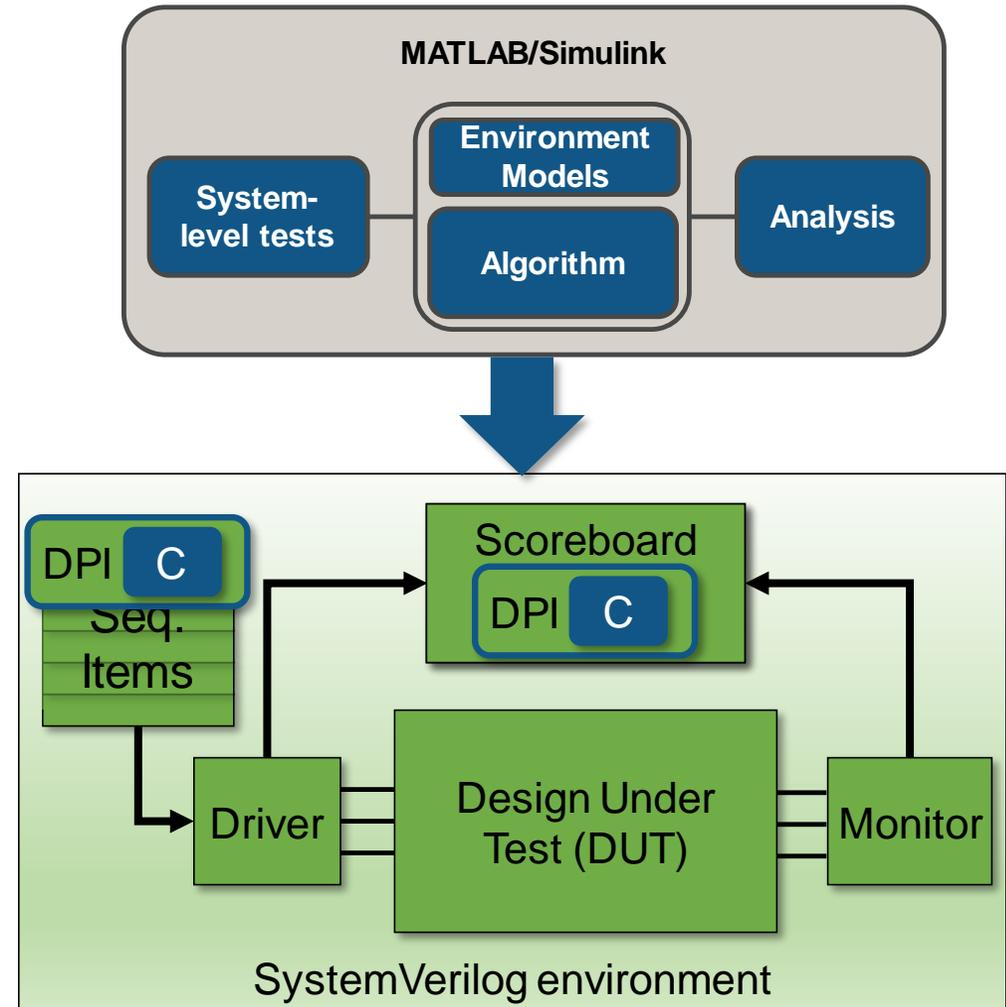 MATLAB/Simulink
Environment
Models
System-
level tests
Algorithm
Analysis
DPI C
Seq.
Items
Scoreboard
DPI C
Driver
Design Under
Test (DUT)
Monitor
SystemVerilog environment